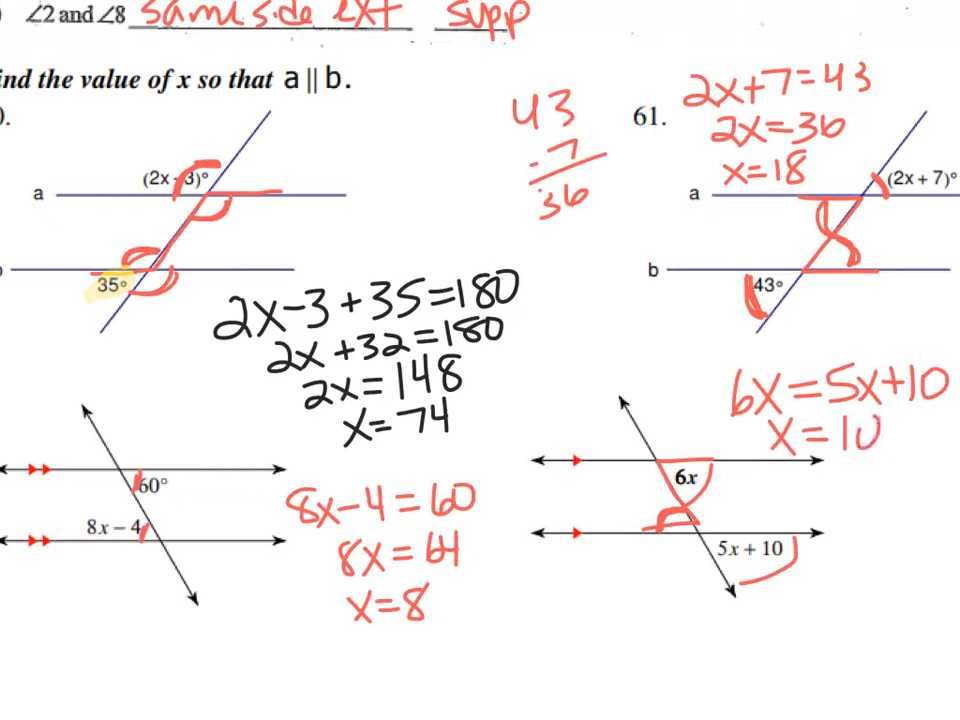 ∠2 and ∠8 same side ext supp
ind the value of x so that a || b.
).
(2x - 3)°
a
35°
2x-3+35=180
2x+32=180
2x=148
x=74
43
-7
36
61.
2x+7=43
2x=36
x=18
a
(2x + 7)°
b
43°
60°
8x – 4
8x-4=60
8x=64
x=8
6x=5x+10
x=10
6x
5x + 10